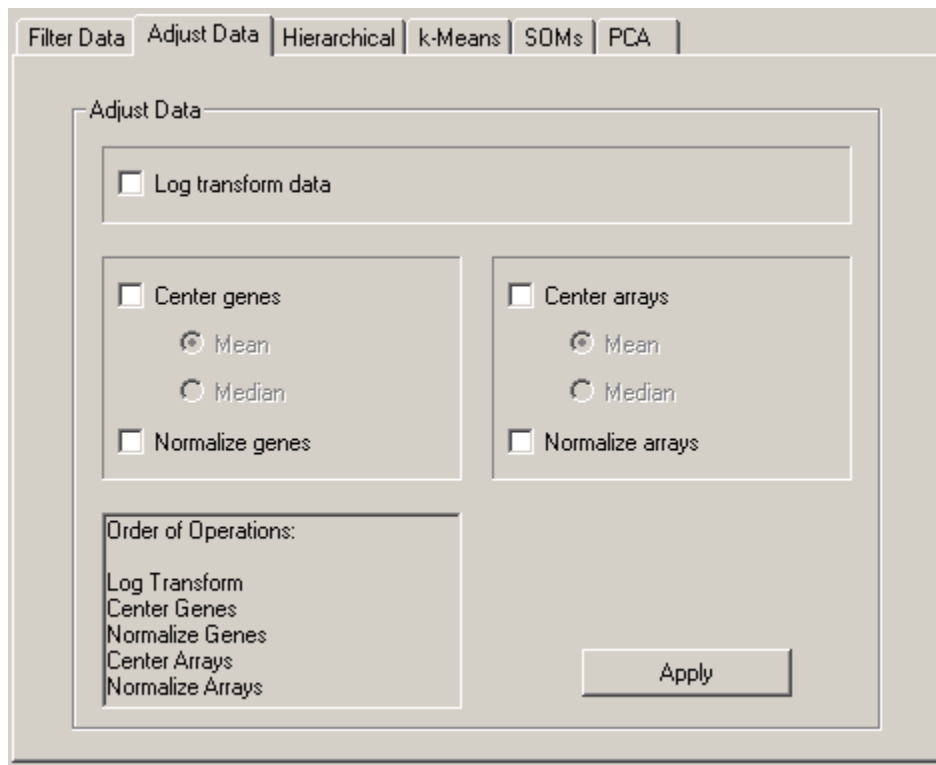 Filter Data Adjust Data Hierarchical k-Means SOMs PCA
Adjust Data
Log transform data
Center genes
Mean
Median
Normalize genes
Center arrays
Mean
Median
Normalize arrays
Order of Operations:
Log Transform
Center Genes
Normalize Genes
Center Arrays
Normalize Arrays
Apply